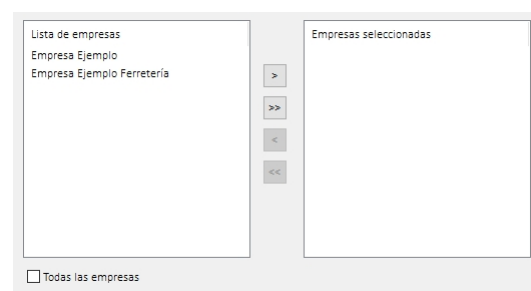 Lista de empresas
Empresas seleccionadas
Empresa Ejemplo
Empresa Ejemplo Ferretería
>
>>
<
<<
Todas las empresas